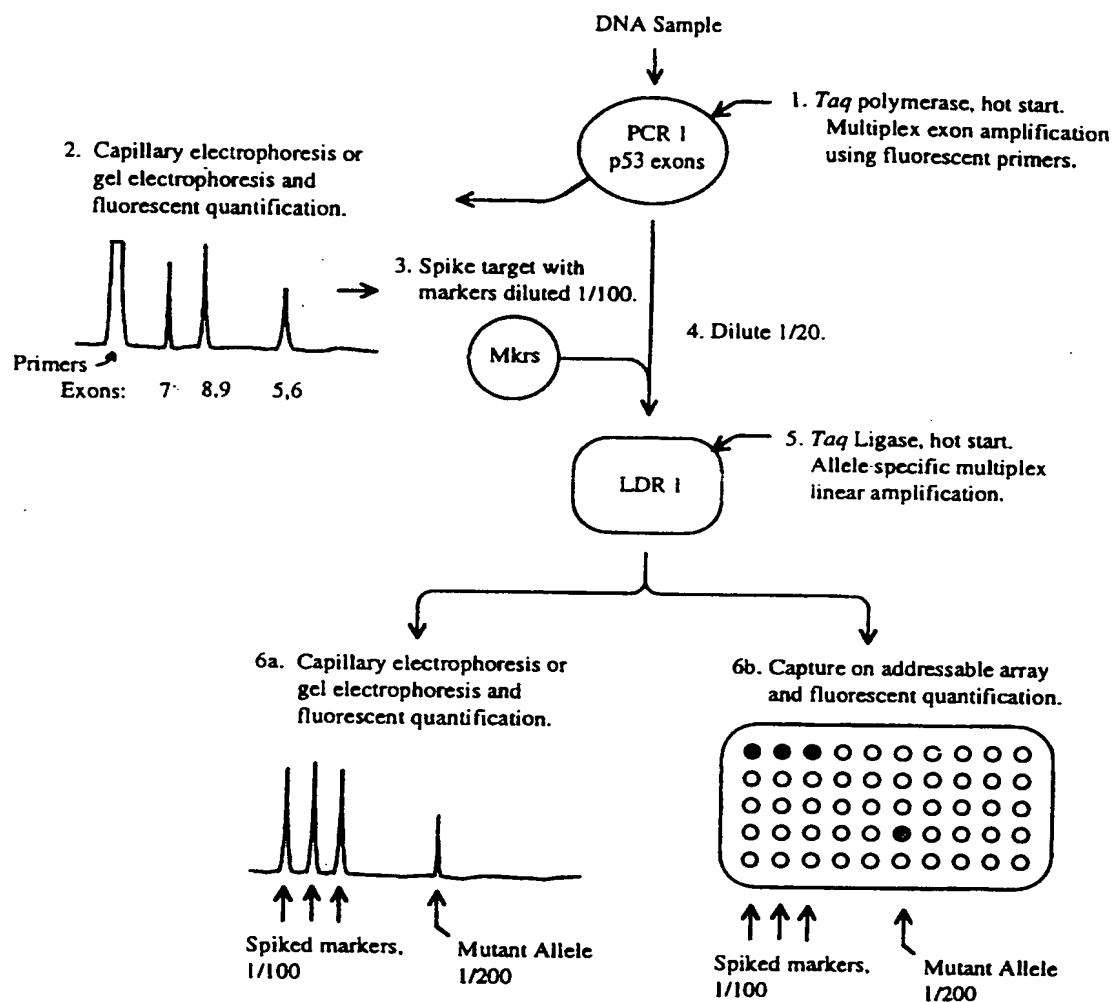 DNA Sample
PCR 1
p53 exons
1. Taq polymerase, hot start.
Multiplex exon amplification
using fluorescent primers.
2. Capillary electrophoresis or
gel electrophoresis and
fluorescent quantification.
Primers
Exons: 7 8,9 5,6
3. Spike target with
markers diluted 1/100.
Mkrs
4. Dilute 1/20.
LDR 1
5. Taq Ligase, hot start.
Allele-specific multiplex
linear amplification.
6a. Capillary electrophoresis or
gel electrophoresis and
fluorescent quantification.
Spiked markers,
1/100
Mutant Allele
1/200
6b. Capture on addressable array
and fluorescent quantification.
Spiked markers,
1/100
Mutant Allele
1/200